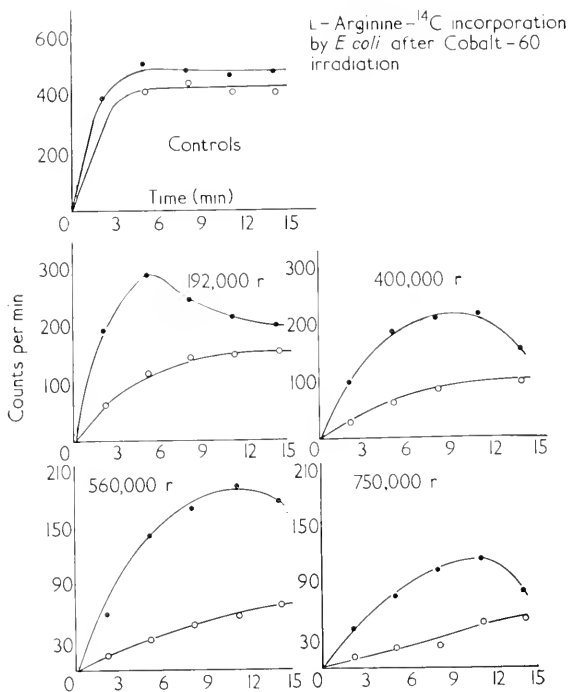 L-Arginine-¹⁴C incorporation
by E coli after Cobalt-60
irradiation
600
400
200
0
Controls
Time (min)
3 6 9 12 15
Counts per min
300
200
100
0
192,000 r
3 6 9 12 15
300
200
100
0
400,000 r
3 6 9 12 15
210
150
90
30
0
560,000 r
3 6 9 12 15
210
150
90
30
0
750,000 r
3 6 9 12 15